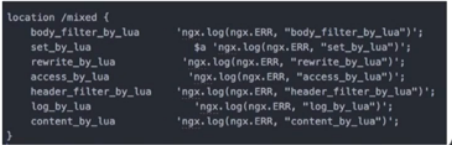 location /mixed {
    body_filter_by_lua     'ngx.log(ngx.ERR, "body_filter_by_lua")';
    set_by_lua                $a 'ngx.log(ngx.ERR, "set_by_lua")';
    rewrite_by_lua          'ngx.log(ngx.ERR, "rewrite_by_lua")';
    access_by_lua            'ngx.log(ngx.ERR, "access_by_lua")';
    header_filter_by_lua   'ngx.log(ngx.ERR, "header_filter_by_lua")';
    log_by_lua                'ngx.log(ngx.ERR, "log_by_lua")';
    content_by_lua         'ngx.log(ngx.ERR, "content_by_lua")';
}